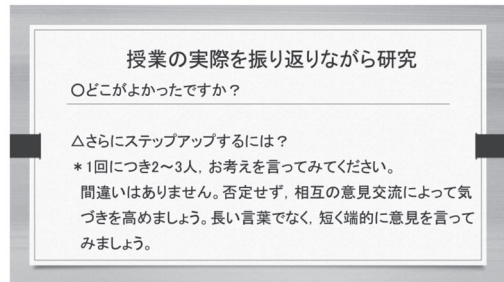 授業の実際を振り返りながら研究
○どこがよかったですか？
△さらにステップアップするには？
＊1回につき2～3人，お考えを言ってみてください。
間違いはありません。否定せず，相互の意見交流によって気
づきを高めましょう。長い言葉でなく，短く端的に意見を言って
みましょう。